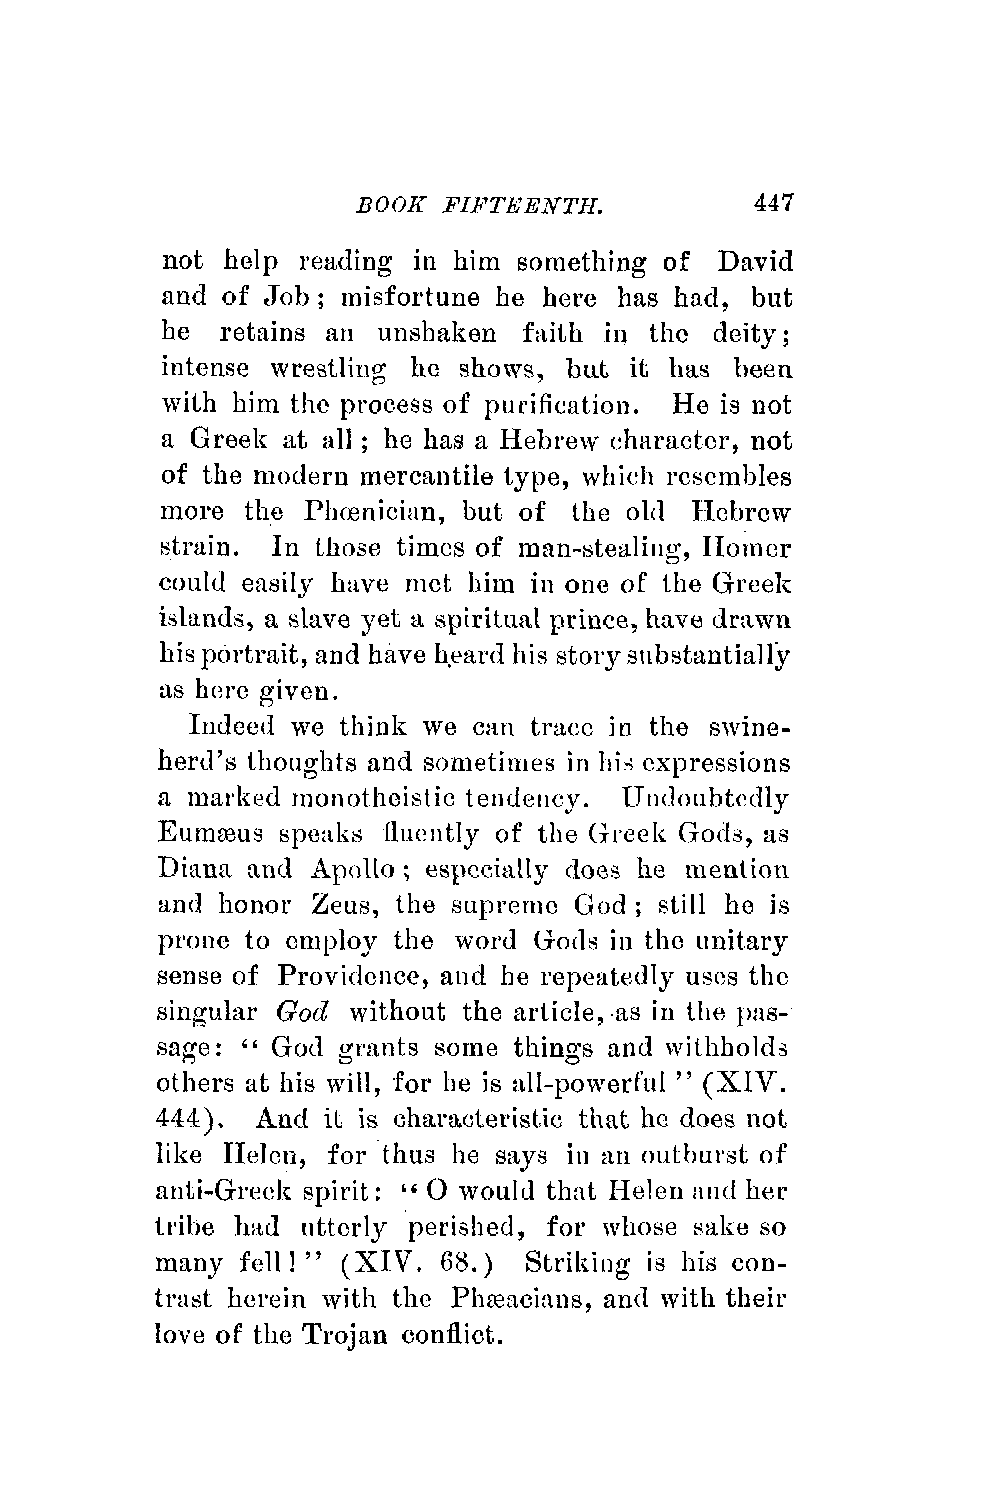 BOOK FIFTEENTH. 447
not help reading in him something of David
and of Job; misfortune he here has had, but
he retains an unshaken faith in the deity;
intense wrestling he shows, but it has been
with him the process of purification. He is not
a Greek at all; he has a Hebrew character, not
of the modern mercantile type, which resembles
more the Phœnician, but of the old Hebrew
strain. In those times of man-stealing, Homer
could easily have met him in one of the Greek
islands, a slave yet a spiritual prince, have drawn
his portrait, and have heard his story substantially
as here given.
Indeed we think we can trace in the swine-
herd's thoughts and sometimes in his expressions
a marked monotheistic tendency. Undoubtedly
Eumæus speaks fluently of the Greek Gods, as
Diana and Apollo; especially does he mention
and honor Zeus, the supreme God; still he is
prone to employ the word Gods in the unitary
sense of Providence, and he repeatedly uses the
singular God without the article, as in the pas-
sage: "God grants some things and withholds
others at his will, for he is all-powerful" (XIV.
444). And it is characteristic that he does not
like Helen, for thus he says in an outburst of
anti-Greek spirit: "O would that Helen and her
tribe had utterly perished, for whose sake so
many fell!" (XIV. 68.) Striking is his con-
trast herein with the Phæacians, and with their
love of the Trojan conflict.